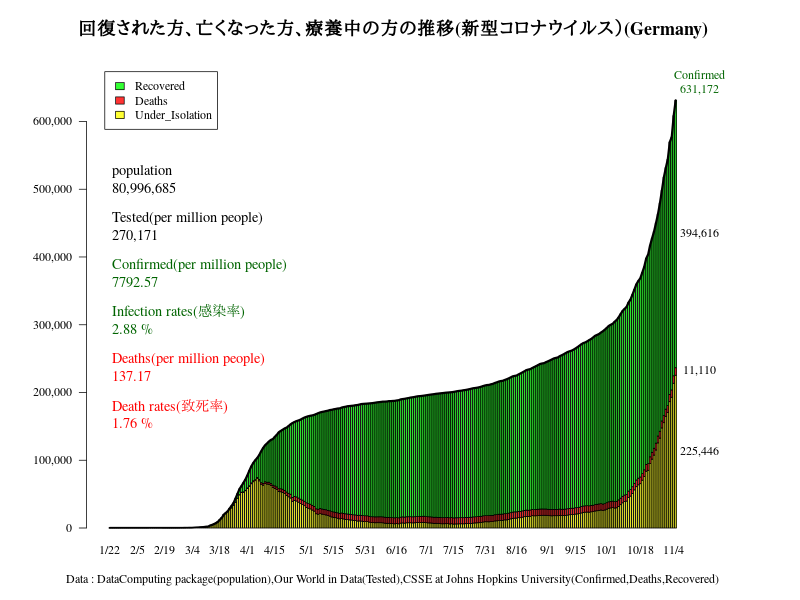 回復された方、亡くなった方、療養中の方の推移(新型コロナウイルス）(Germany)
Confirmed
631,172
Recovered
Deaths
Under_Isolation
600,000
500,000
400,000
300,000
200,000
100,000
0
population
80,996,685
Tested(per million people)
270,171
Confirmed(per million people)
7792.57
Infection rates(感染率)
2.88 %
Deaths(per million people)
137.17
Death rates(致死率)
1.76 %
394,616
11,110
225,446
1/22 2/5 2/19 3/4 3/18 4/1 4/15 5/1 5/15 5/31 6/16 7/1 7/15 7/31 8/16 9/1 9/15 10/1 10/18 11/4
Data : DataComputing package(population),Our World in Data(Tested),CSSE at Johns Hopkins University(Confirmed,Deaths,Recovered)